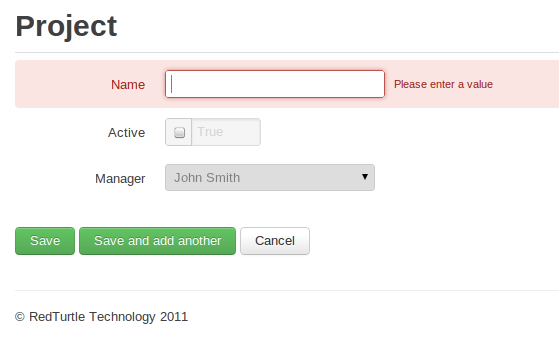 Project
Name Please enter a value
Active True
Manager John Smith
Save Save and add another Cancel
© RedTurtle Technology 2011